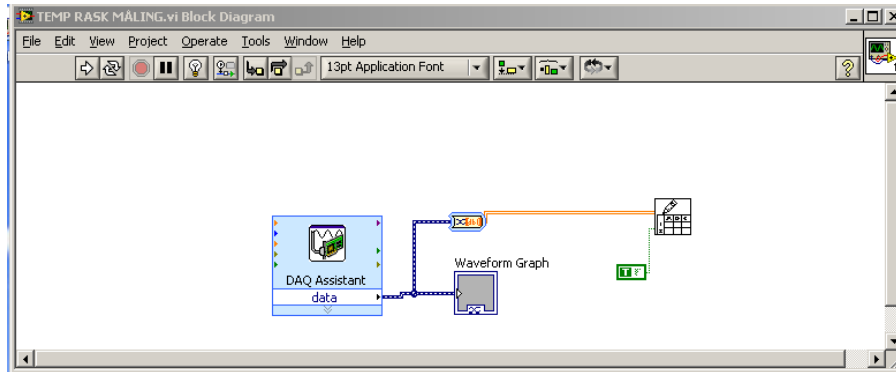 TEMP RASK MÅLING.vi Block Diagram
File Edit View Project Operate Tools Window Help
13pt Application Font
?
DAQ Assistant
data
Waveform Graph
T F